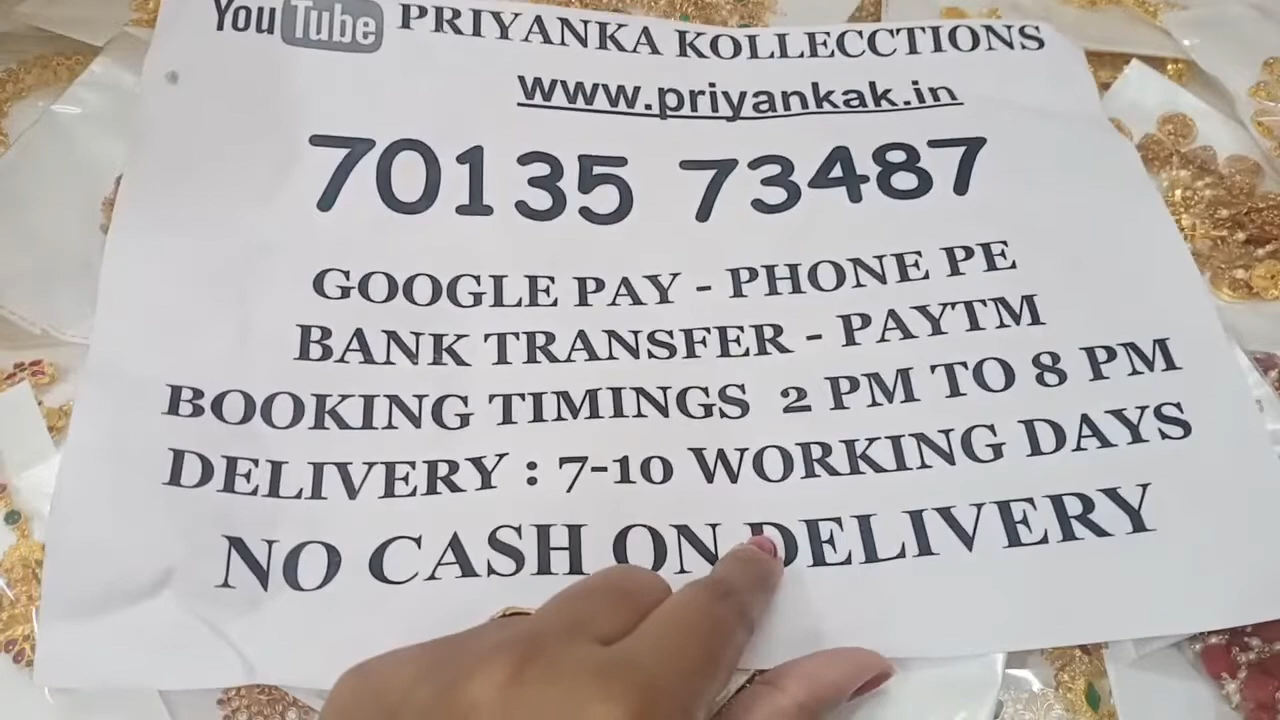 YouTube PRIYANKA KOLLECCTIONS
www.priyankak.in
70135 73487
GOOGLE PAY - PHONE PE
BANK TRANSFER - PAYTM
BOOKING TIMINGS 2 PM TO 8 PM
DELIVERY : 7-10 WORKING DAYS
NO CASH ON DELIVERY